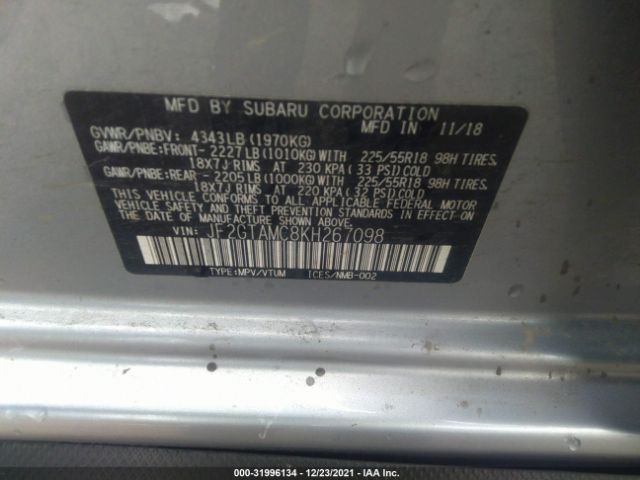 MFD BY SUBARU CORPORATION
MFD IN 11/18
GVWR/PNBV: 4343LB (1970KG)
GAWR/PNBE: FRONT- 2227 LB (1010KG) WITH 225/55R18 98H TIRES.
18X7J RIMS AT 230 KPA ( 33 PSI) COLD
GAWR/PNBE: REAR - 2205 LB (1000KG) WITH 225/55R18 98H TIRES.
18X7J RIMS AT 220 KPA ( 32 PSI) COLD
THIS VEHICLE CONFORMS TO ALL APPLICABLE FEDERAL MOTOR
VEHICLE SAFETY AND THEFT PREVENTION STANDARDS IN EFFECT
ON THE DATE OF MANUFACTURE SHOWN ABOVE.
VIN: JF2GTAMC8KH267098
TYPE: MPV/VTUM ICES/NMB-002
000-31996134 - 12/23/2021 - IAA Inc.